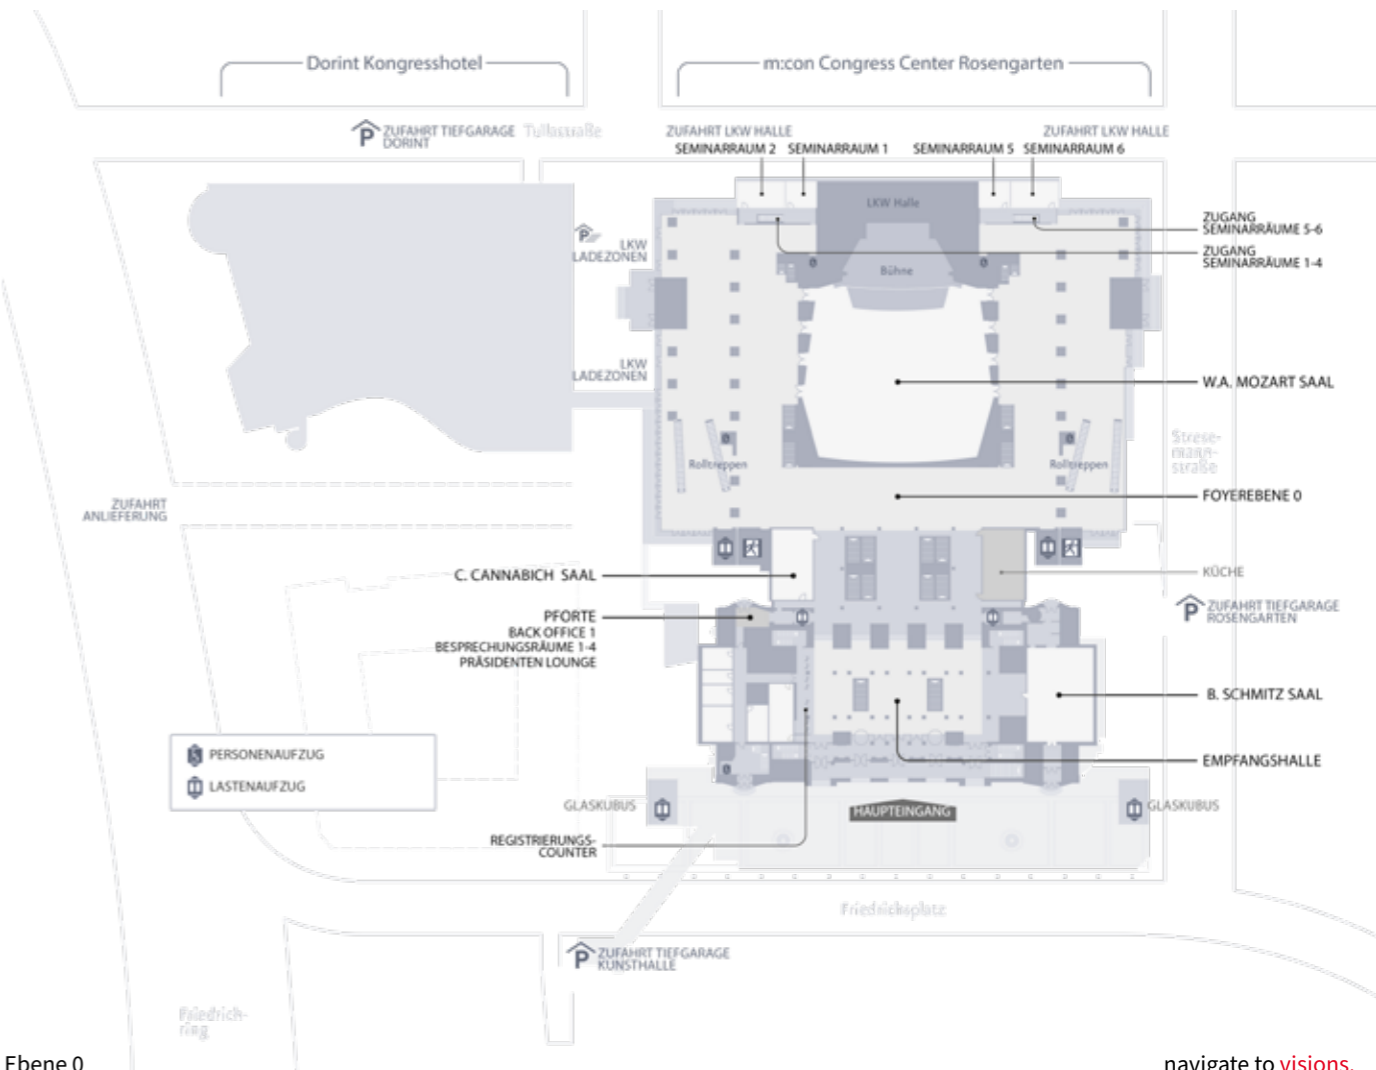 Dorint Kongresshotel
m:con Congress Center Rosengarten
ZUFAHRT TIEFGARAGE
DORINT
Tullastraße
ZUFAHRT LKW HALLE
SEMINARRAUM 2
SEMINARRAUM 1
ZUFAHRT LKW HALLE
SEMINARRAUM 5
SEMINARRAUM 6
LKW Halle
ZUGANG
SEMINARRÄUME 5-6
ZUGANG
SEMINARRÄUME 1-4
LKW
LADEZONEN
Bühne
LKW
LADEZONEN
W.A. MOZART SAAL
Strese-
mann-
straße
Rolltreppen
Rolltreppen
FOYEREBENE 0
ZUFAHRT
ANLIEFERUNG
C. CANNABICH SAAL
KÜCHE
PFORTE
BACK OFFICE 1
BESPRECHUNGSRÄUME 1-4
PRÄSIDENTEN LOUNGE
ZUFAHRT TIEFGARAGE
ROSENGARTEN
B. SCHMITZ SAAL
PERSONENAUFZUG
LASTENAUFZUG
EMPFANGSHALLE
GLASKUBUS
HAUPTEINGANG
GLASKUBUS
REGISTRIERUNGS-
COUNTER
Friedrichsplatz
ZUFAHRT TIEFGARAGE
KUNSTHALLE
Friedrich-
ring
Ebene 0
navigate to visions.